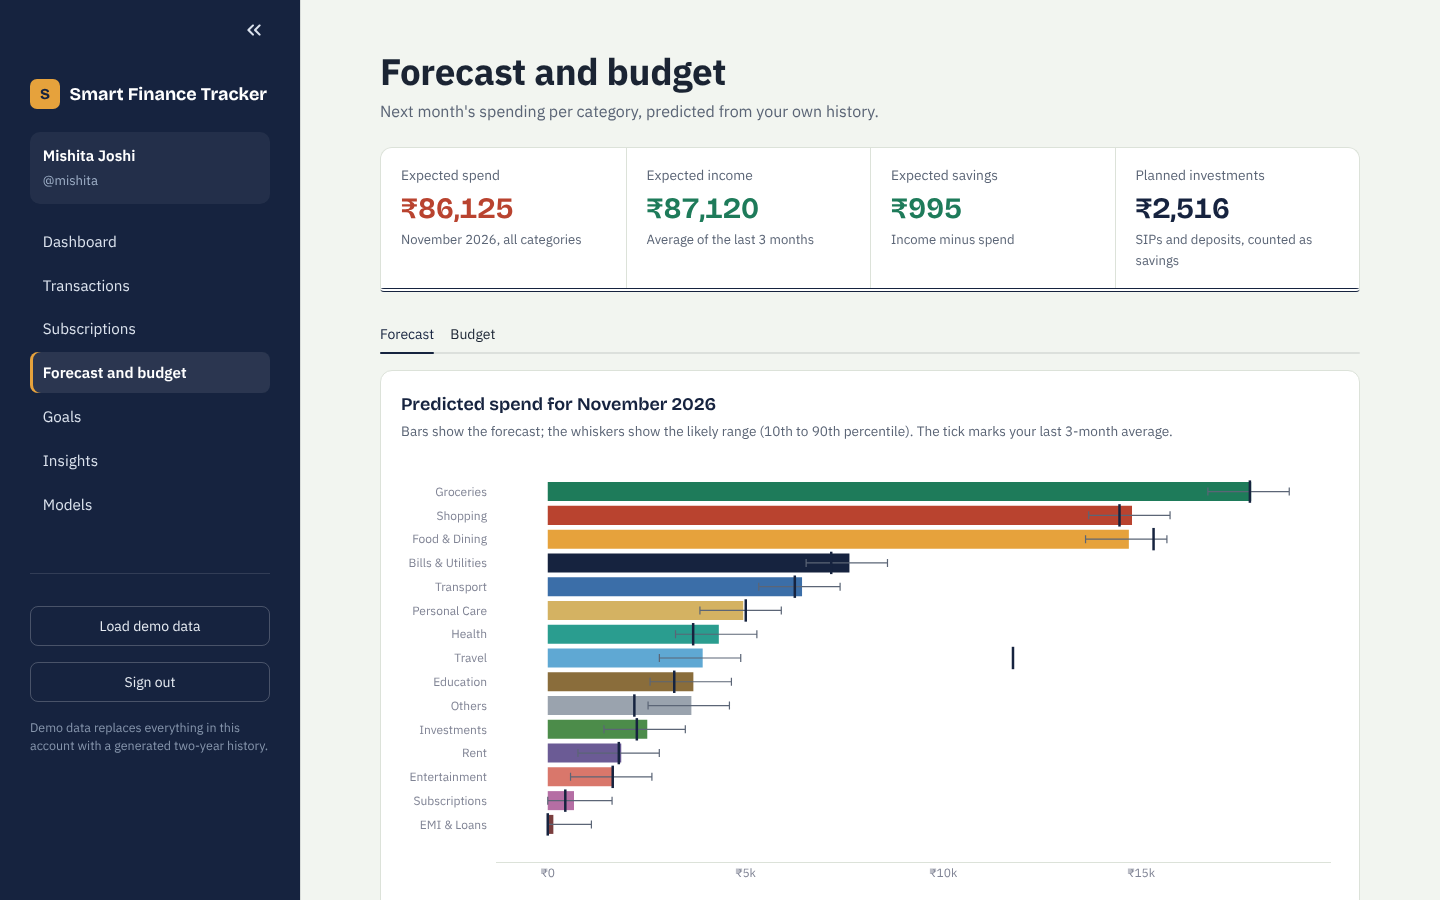 S
Smart Finance Tracker
Mishita Joshi
@mishita
Dashboard
Transactions
Subscriptions
Forecast and budget
Goals
Insights
Models
Load demo data
Sign out
Demo data replaces everything in this
account with a generated two-year history.
Forecast and budget
Next month's spending per category, predicted from your own history.
Expected spend
₹86,125
November 2026, all categories
Expected income
₹87,120
Average of the last 3 months
Expected savings
₹995
Income minus spend
Planned investments
₹2,516
SIPs and deposits, counted as
savings
Forecast
Budget
Predicted spend for November 2026
Bars show the forecast; the whiskers show the likely range (10th to 90th percentile). The tick marks your last 3-month average.
Groceries
Shopping
Food & Dining
Bills & Utilities
Transport
Personal Care
Health
Travel
Education
Others
Investments
Rent
Entertainment
Subscriptions
EMI & Loans
₹0
₹5k
₹10k
₹15k